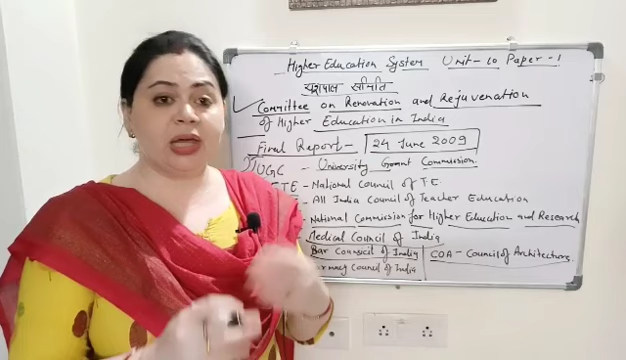 Higher Education System Unit-10 Paper-1
यशपाल समिति
Committee on Renovation and Rejuvenation
of Higher Education in India
Final Report- 24 June 2009
UGC - University Grant Commission.
TE - National Council of T.E.
- All India Council of Teacher Education
National Commission for Higher Education and Research
Medical Council of India
Bar Council of India COA - Council of Architecturs.
Council of India